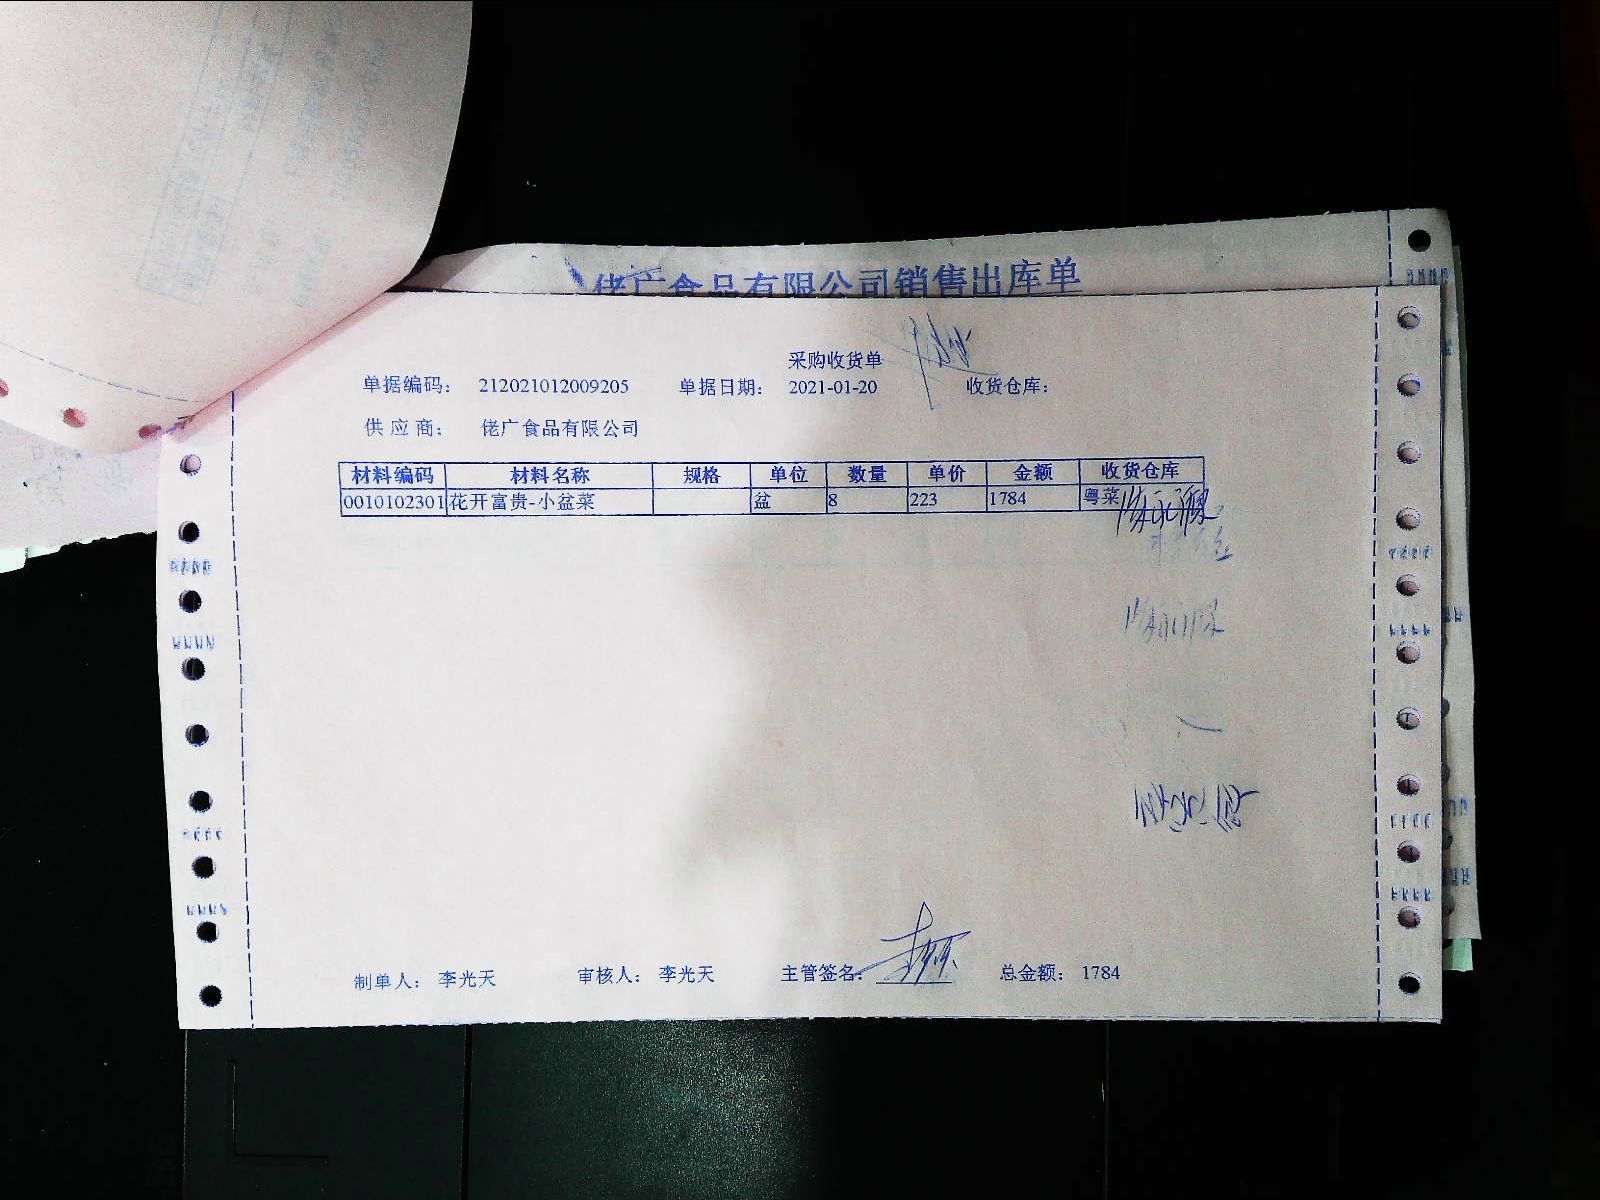 佬广食品有限公司销售出库单
采购收货单
单据编码： 212021012009205 单据日期： 2021-01-20 收货仓库：
供应商： 佬广食品有限公司
材料编码 材料名称 规格 单位 数量 单价 金额 收货仓库
0010102301 花开富贵-小盆菜 盆 8 223 1784 粤菜
制单人： 李光天 审核人： 李光天 主管签名： 总金额： 1784